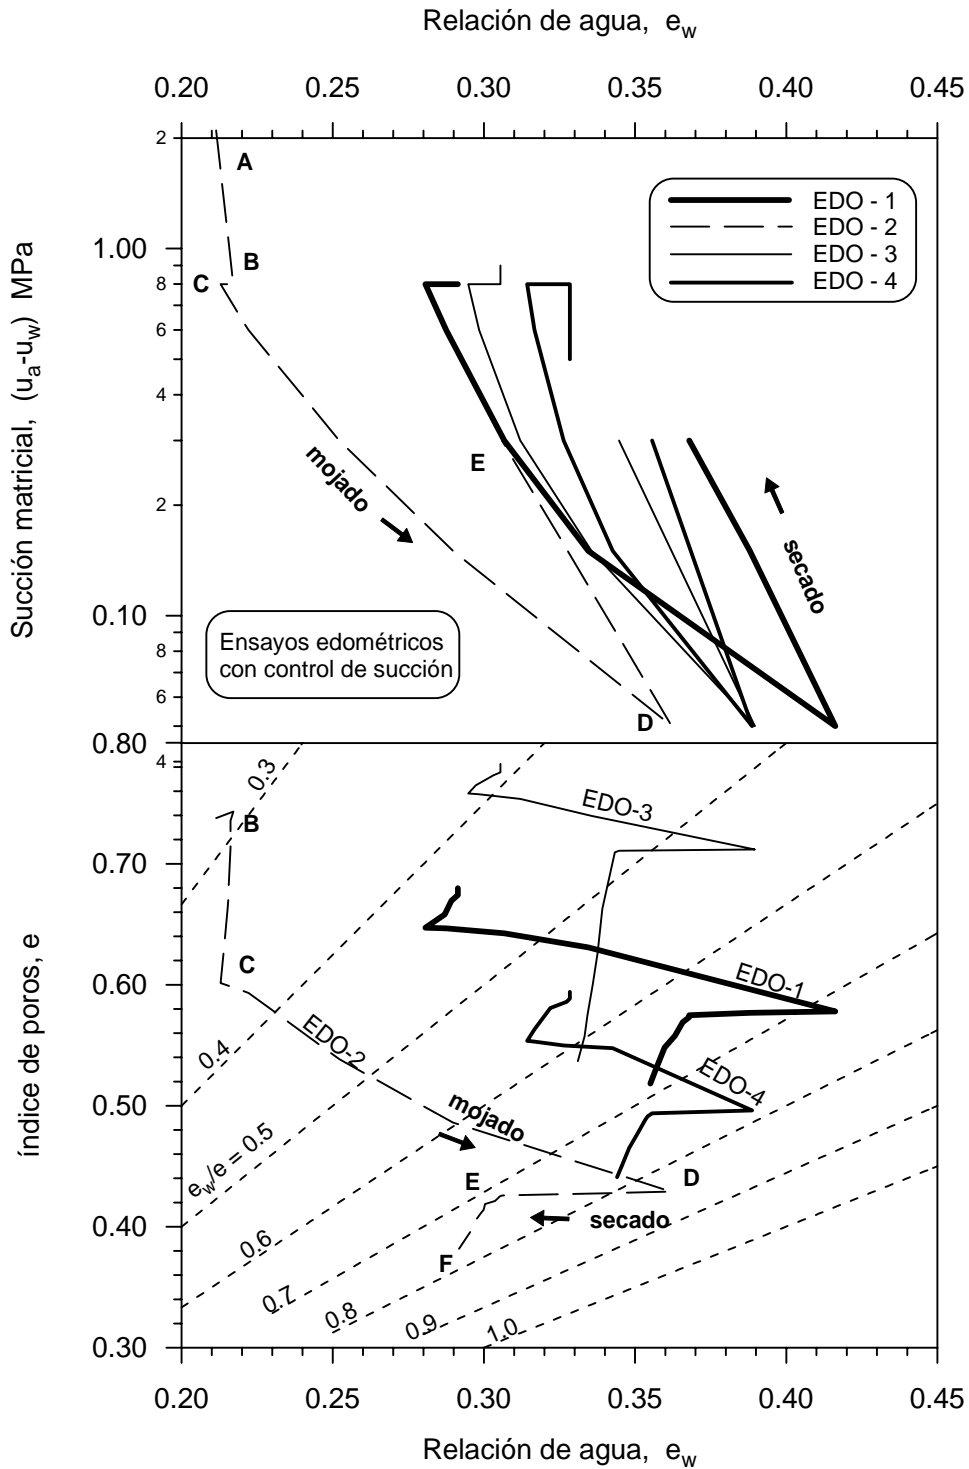 Relación de agua, e_w
0.20 0.25 0.30 0.35 0.40 0.45
2
A
EDO - 1
EDO - 2
EDO - 3
EDO - 4
1.00
B
C
8
6
4
E
mojado
2
secado
0.10
8
6
D
4
Succión matricial, (u_a-u_w) MPa
Ensayos edométricos
con control de succión
0.80
0.3
B
EDO-3
0.70
C
EDO-1
0.60
EDO-2
0.4
EDO-4
0.50
mojado
e_w/e = 0.5
E
D
0.40
secado
0.6
F
0.7
0.8
0.9
1.0
0.30
índice de poros, e
0.20 0.25 0.30 0.35 0.40 0.45
Relación de agua, e_w